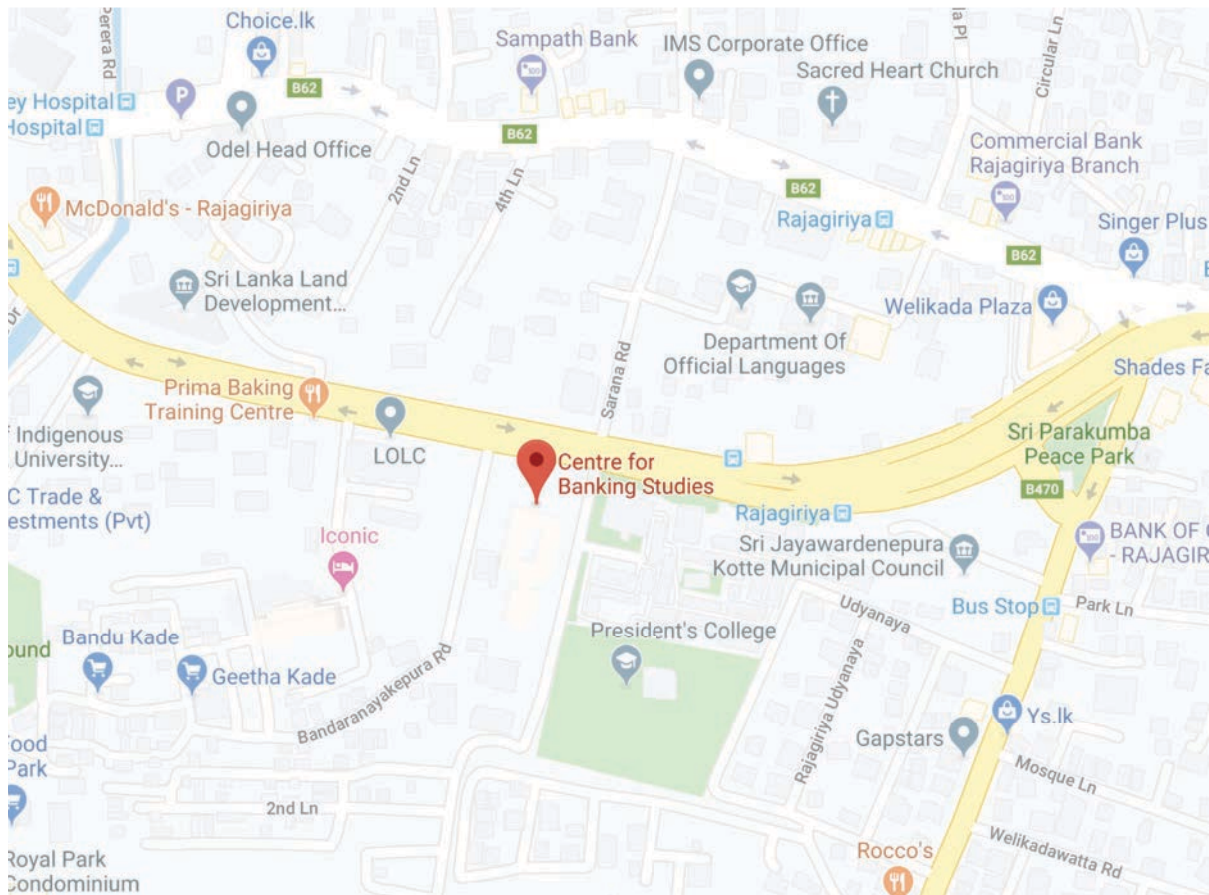 Perera Rd
Choice.lk
B62
Sampath Bank
IMS Corporate Office
Sacred Heart Church
la Pl
Circular Ln
ey Hospital
Hospital
P
Odel Head Office
2nd Ln
4th Ln
B62
B62
Commercial Bank
Rajagiriya Branch
McDonald's - Rajagiriya
Rajagiriya
Singer Plus
B62
Sri Lanka Land
Development...
Welikada Plaza
Dr
Sarana Rd
Department Of
Official Languages
Shades Fa
Prima Baking
Training Centre
LOLC
Indigenous
University...
Centre for
Banking Studies
Sri Parakumba
Peace Park
B470
C Trade &
estments (Pvt)
Rajagiriya
Iconic
Sri Jayawardenepura
Kotte Municipal Council
BANK OF C
- RAJAGIR
Udyanaya
Bus Stop
Park Ln
ound
Bandu Kade
Geetha Kade
Bandaranayakepura Rd
President's College
Rajagiriya Udyanaya
Ys.lk
Gapstars
ood
Park
Mosque Ln
2nd Ln
Welikadawatta Rd
Royal Park
Condominium
Rocco's